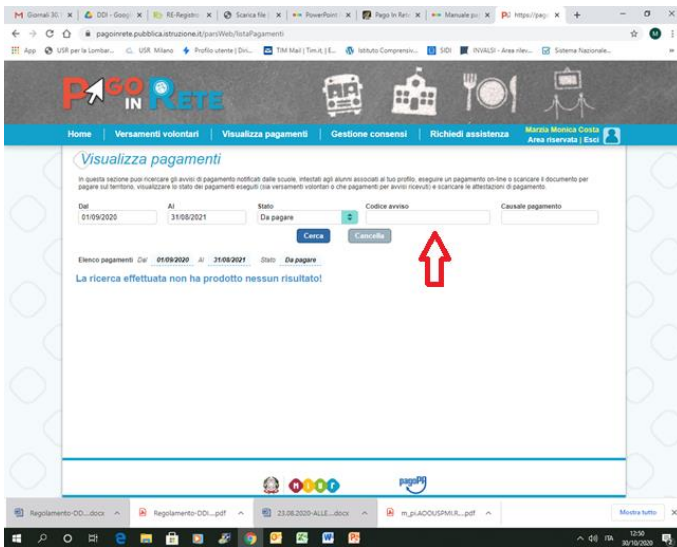 Giornali 30.
DDI - Goog
RE-Registro
Scarica file
PowerPoint
Pago In Rete
Manuale pa
https://pago
pagoinrete.pubblica.istruzione.it/parsWeb/listaPagamenti
App USR per la Lombar... USR Milano Profilo utente | Divi... TIM Mail | Tim.it, | E... Istituto Comprensiv... SIDI INVALSI - Area rilev... Sistema Nazionale...
PAGO IN RETE
Home Versamenti volontari Visualizza pagamenti Gestione consensi Richiedi assistenza Marzia Monica Costa
Area riservata | Esci
Visualizza pagamenti
In questa sezione puoi ricercare gli avvisi di pagamento notificati dalle scuole, intestati agli alunni associati al tuo profilo, eseguire un pagamento on-line o scaricare il documento per
pagare sul territorio, visualizzare lo stato dei pagamenti eseguiti (sia versamenti volontari o che pagamenti per avvisi ricevuti) e scaricare le attestazioni di pagamento.
Dal Al Stato Codice avviso Causale pagamento
01/09/2020 31/08/2021 Da pagare
Cerca Cancella
Elenco pagamenti Dal 01/09/2020 Al 31/08/2021 Stato Da pagare
La ricerca effettuata non ha prodotto nessun risultato!
pagoPA
Regolamento-DD....docx Regolamento-DDI....pdf 23.08.2020-ALLE....docx m_pi.AOOUSPMI.R....pdf Mostra tutto
ITA 12:50
30/10/2020